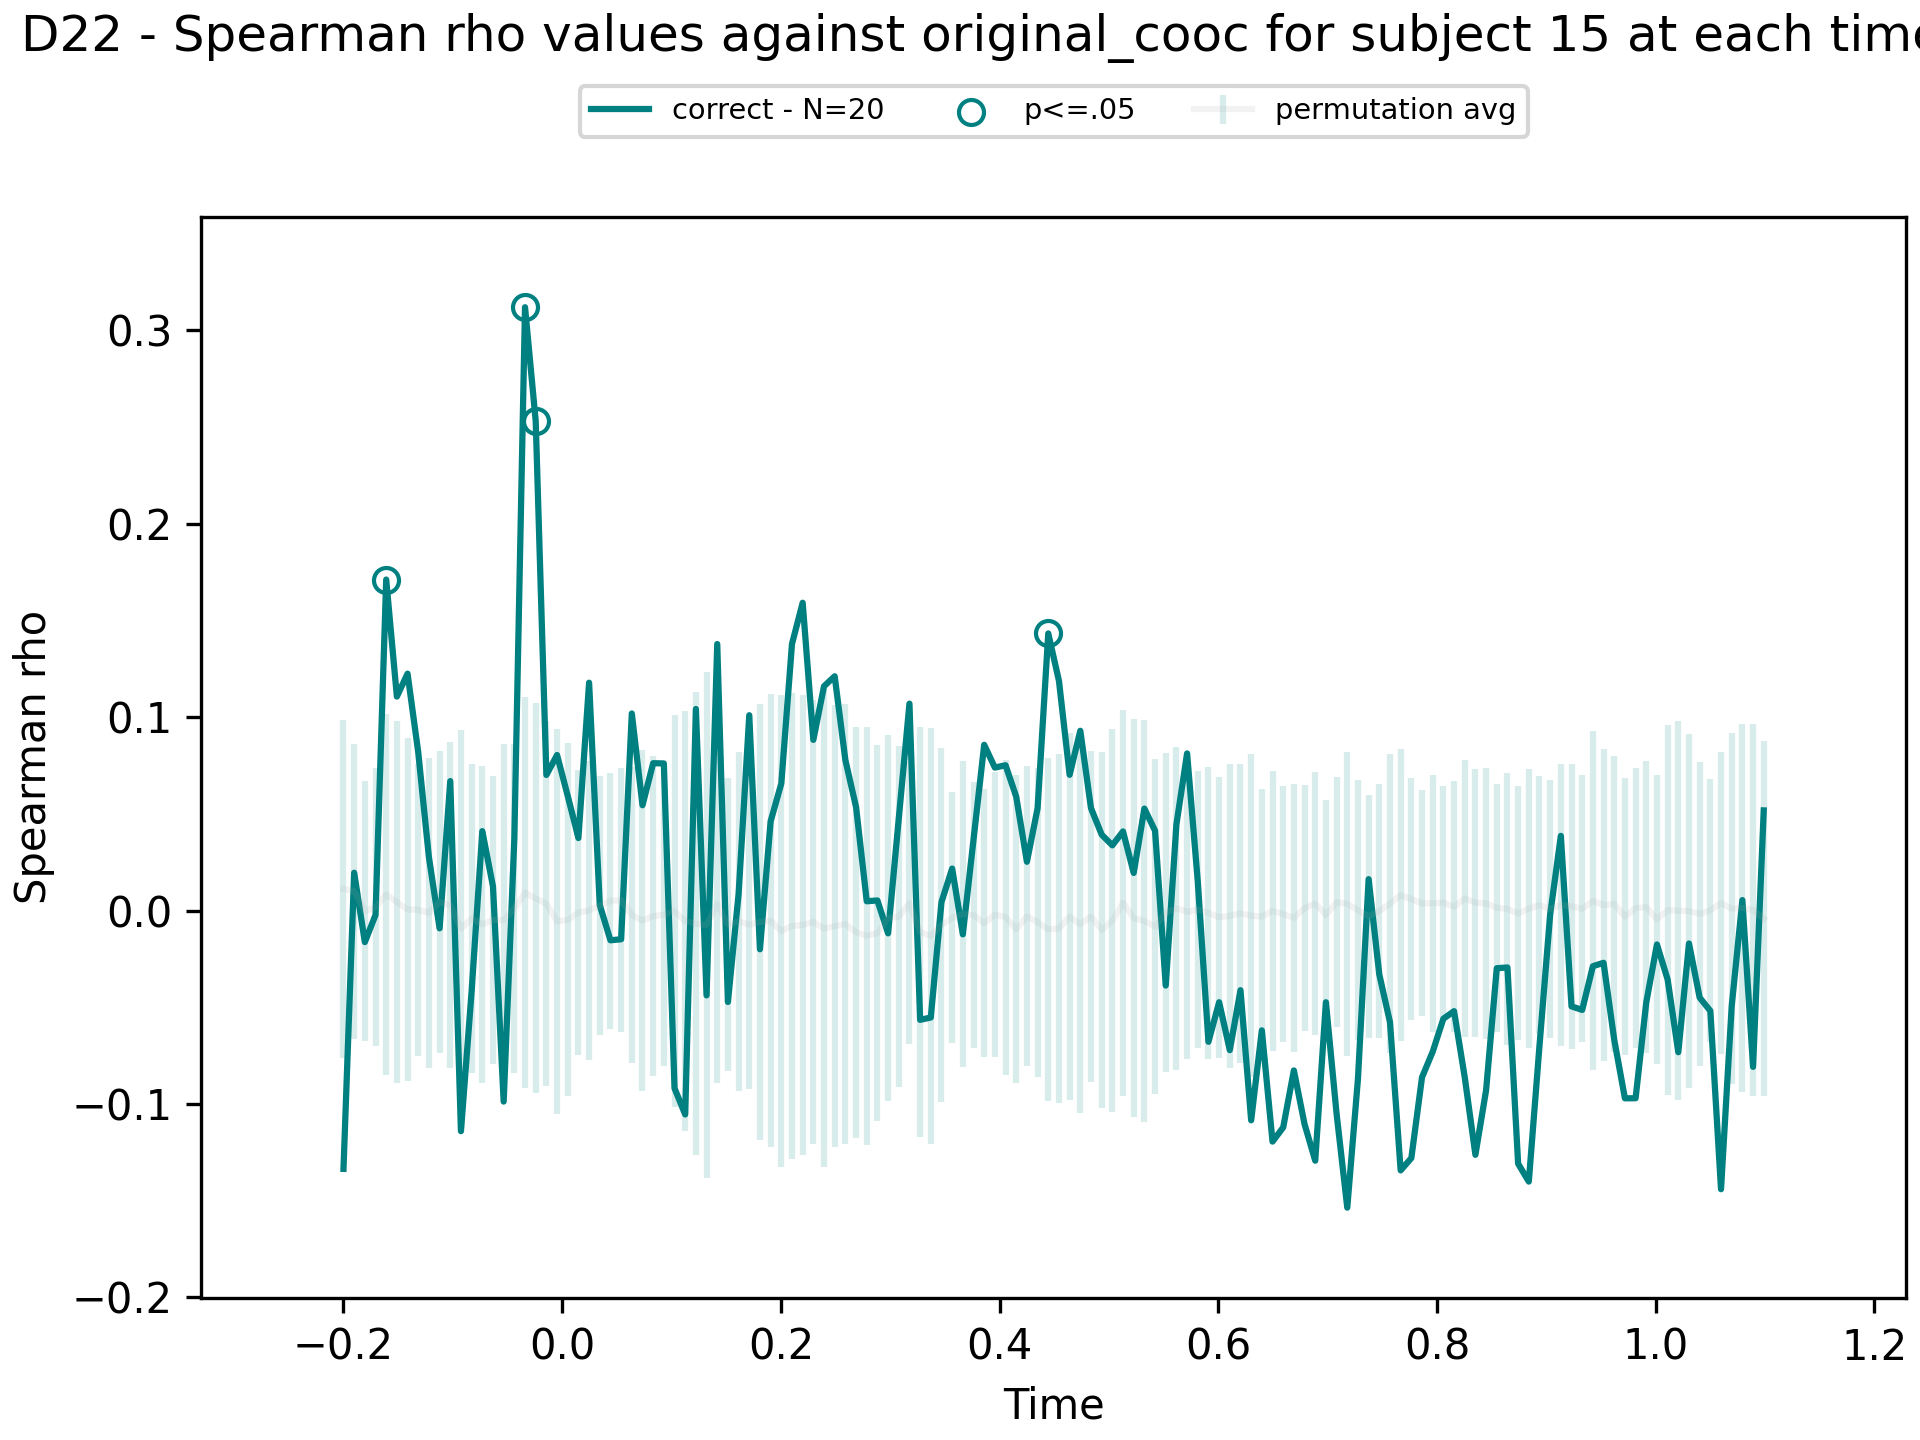 D22 - Spearman rho values against original_cooc for subject 15 at each time
correct - N=20 p<=.05 permutation avg
0.3
0.2
0.1
0.0
−0.1
−0.2
Spearman rho
−0.2 0.0 0.2 0.4 0.6 0.8 1.0 1.2
Time